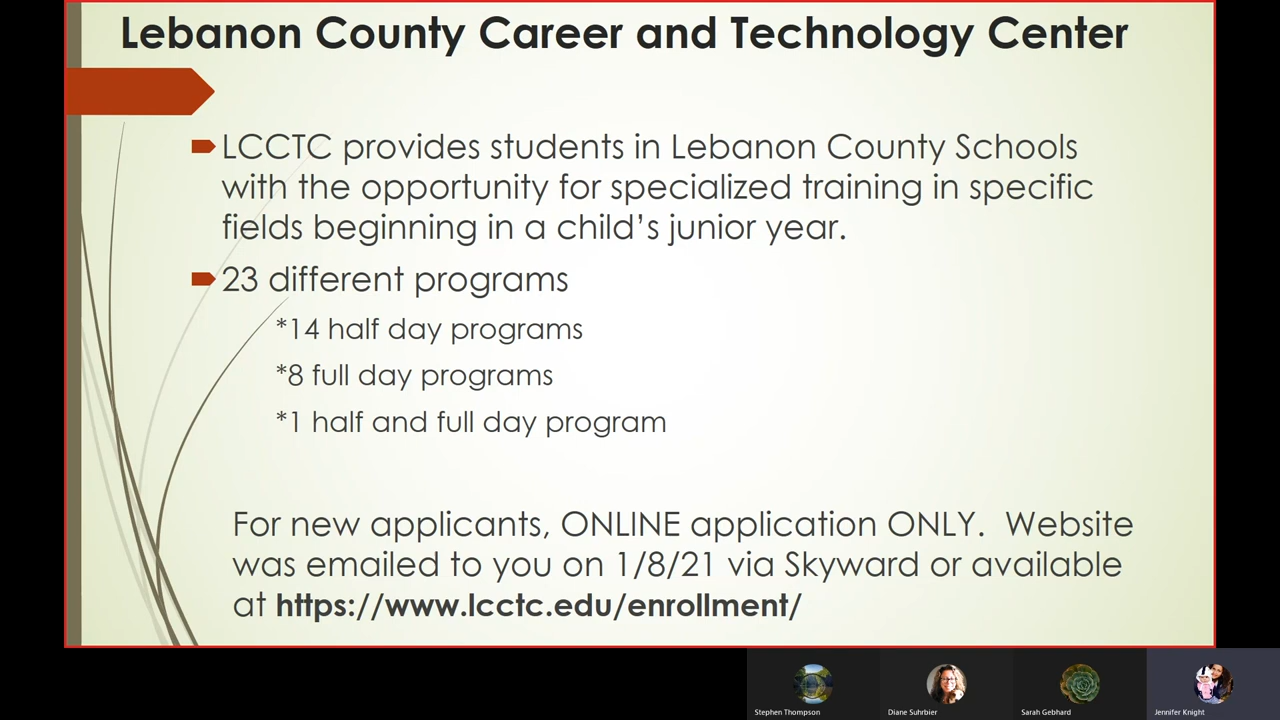 Lebanon County Career and Technology Center
LCCTC provides students in Lebanon County Schools
with the opportunity for specialized training in specific
fields beginning in a child's junior year.
23 different programs
*14 half day programs
*8 full day programs
*1 half and full day program
For new applicants, ONLINE application ONLY.  Website
was emailed to you on 1/8/21 via Skyward or available
at https://www.lcctc.edu/enrollment/
Stephen Thompson
Diane Suhrbier
Sarah Gebhard
Jennifer Knight